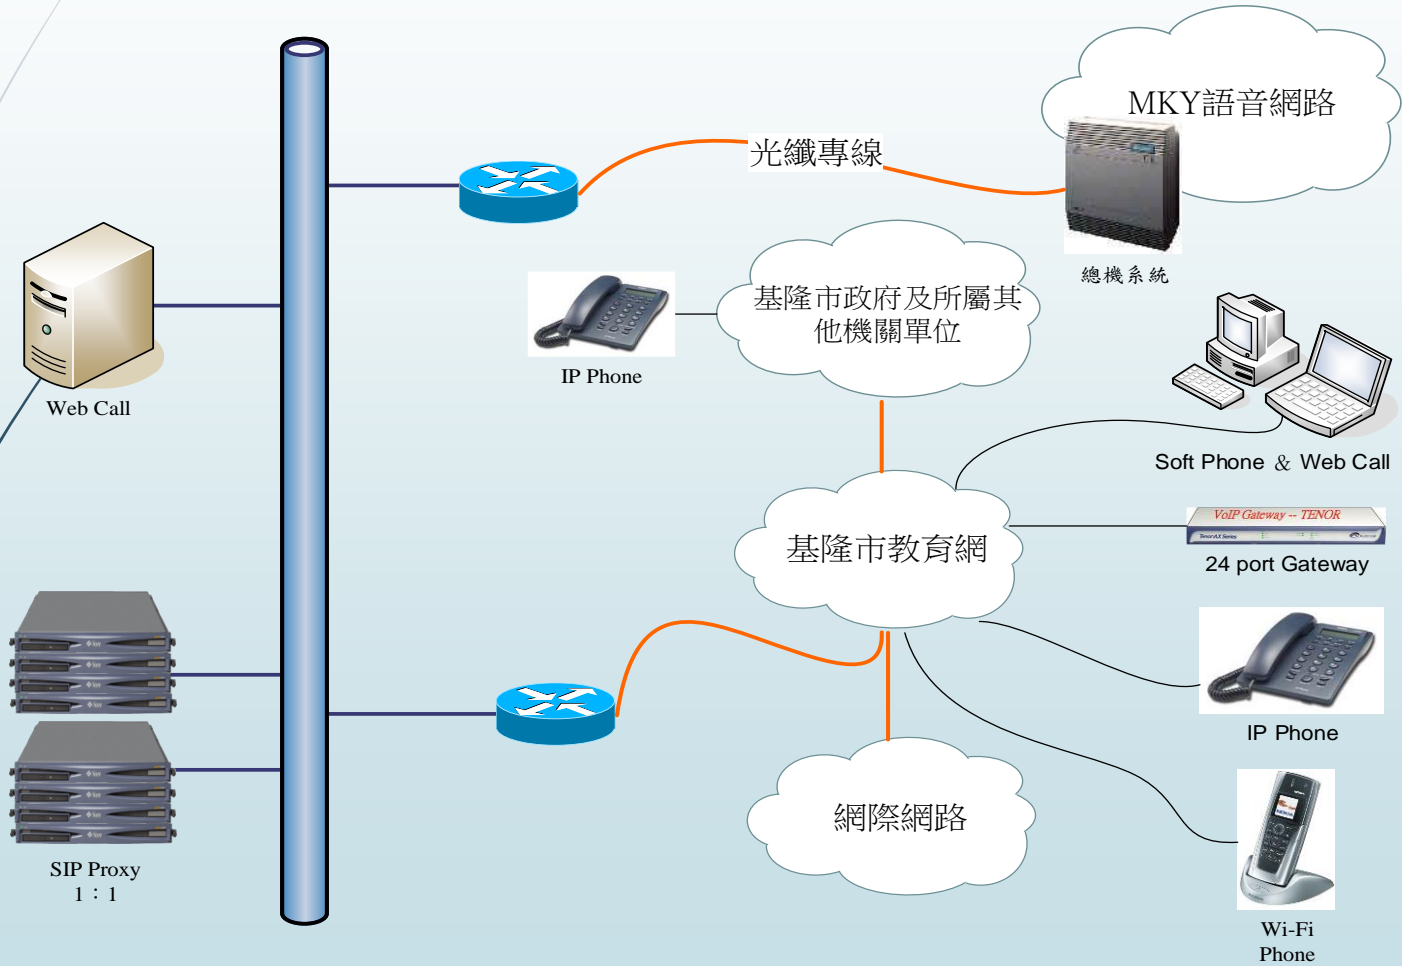 MKY語音網路
光纖專線
總機系統
基隆市政府及所屬其
他機關單位
IP Phone
Web Call
Soft Phone & Web Call
VoIP Gateway -- TENOR
TenorAX Series
24 port Gateway
基隆市教育網
IP Phone
網際網路
SIP Proxy
1：1
Wi-Fi
Phone